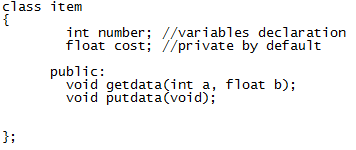 class item
{
int number; //variables declaration
float cost; //private by default
public:
void getdata(int a, float b);
void putdata(void);
};